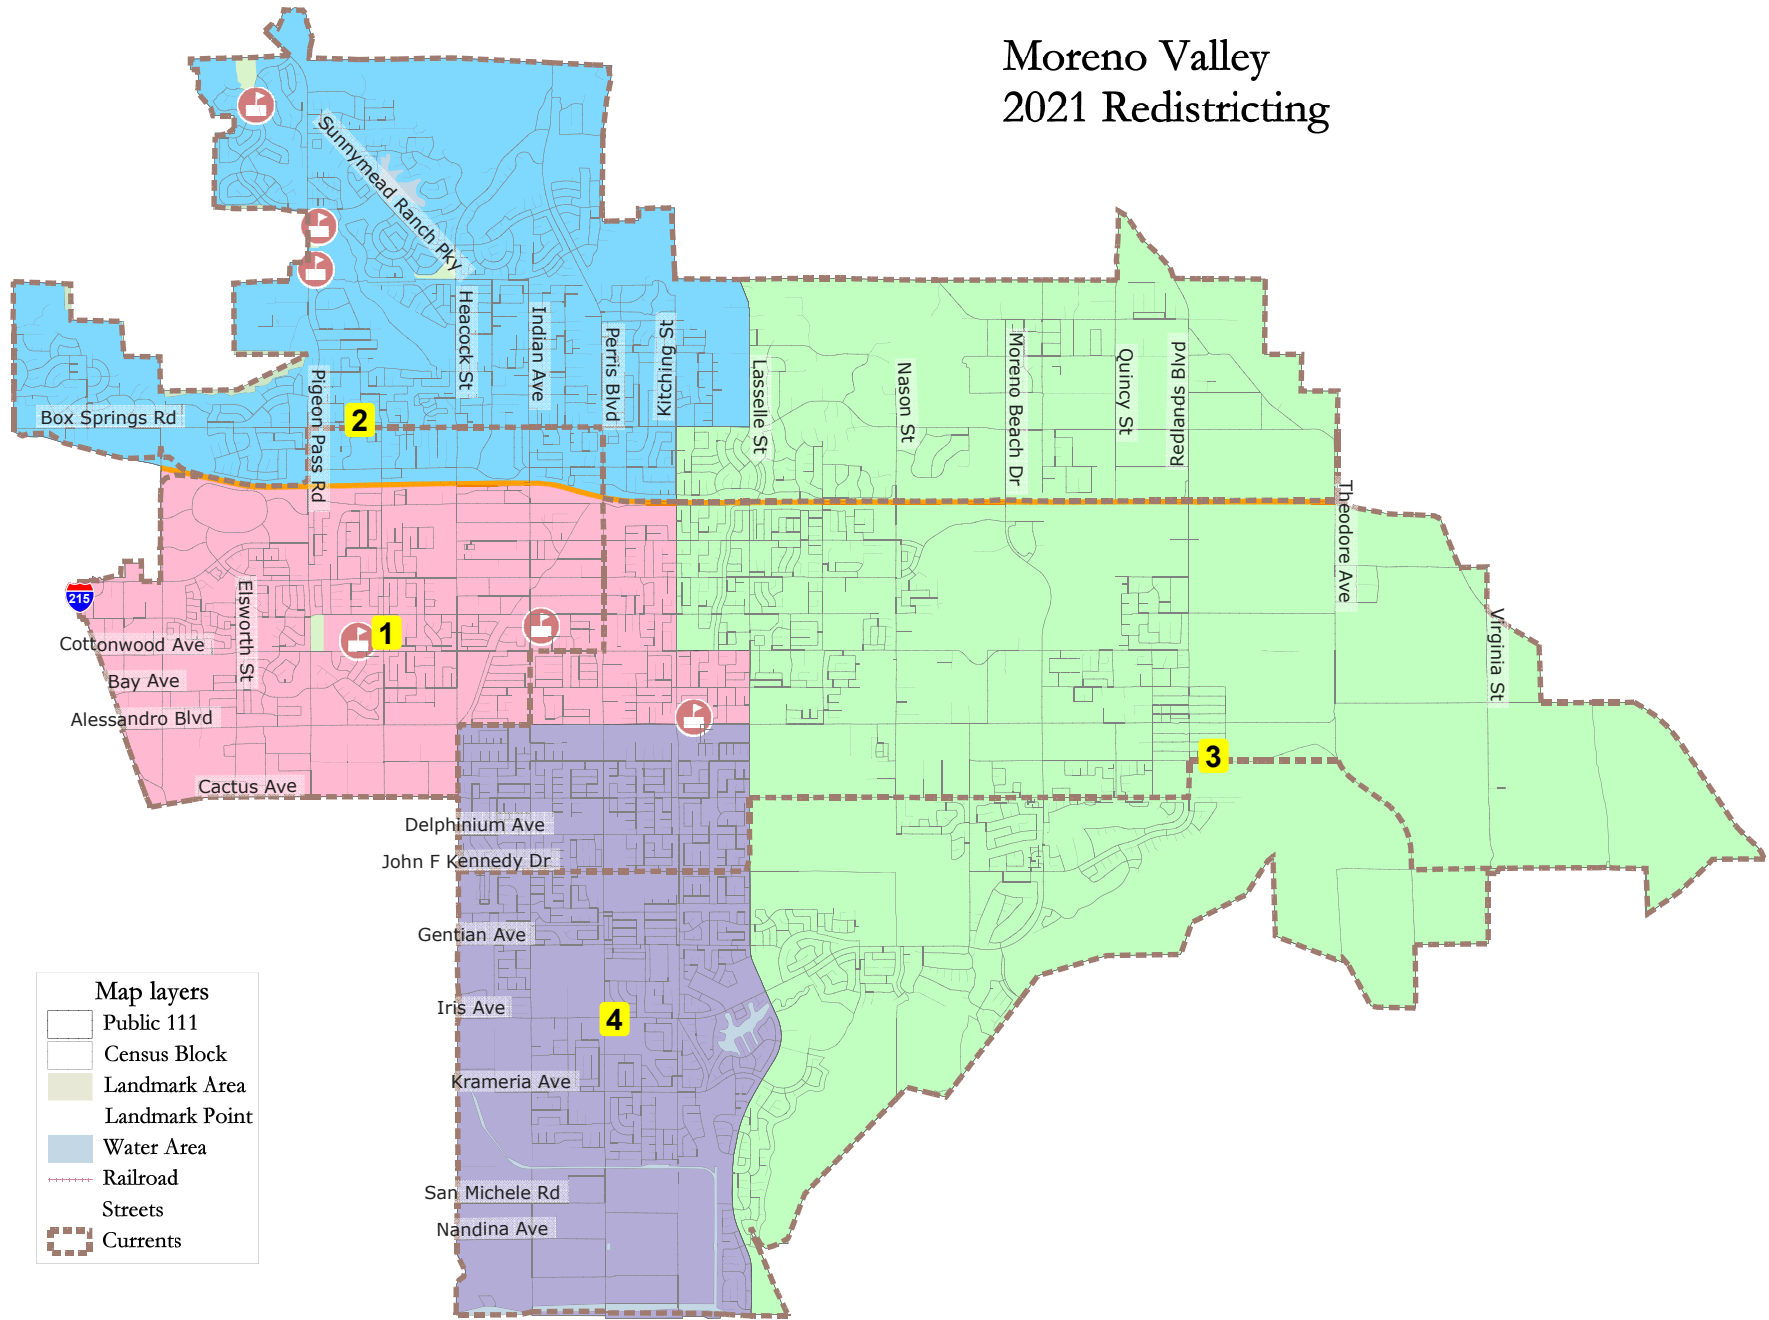 Moreno Valley
2021 Redistricting
Sunnymead Ranch Pky
Heacock St
Indian Ave
Perris Blvd
Kitching St
Lasselle St
Nason St
Moreno Beach Dr
Quincy St
Redlands Blvd
Pigeon Pass Rd
Box Springs Rd
2
Theodore Ave
215
Elsworth St
1
Cottonwood Ave
Bay Ave
Alessandro Blvd
Virginia St
3
Cactus Ave
Delphinium Ave
John F Kennedy Dr
Gentian Ave
Iris Ave
4
Krameria Ave
San Michele Rd
Nandina Ave
Map layers
Public 111
Census Block
Landmark Area
Landmark Point
Water Area
Railroad
Streets
Currents